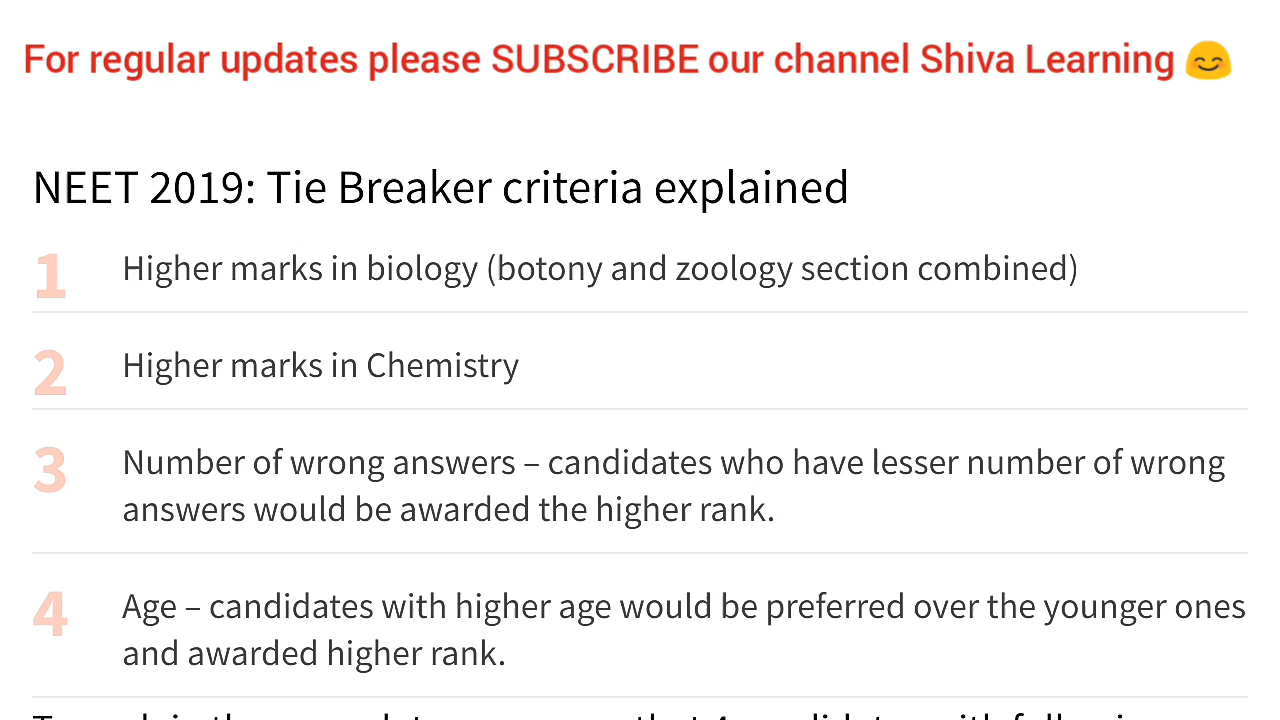 For regular updates please SUBSCRIBE our channel Shiva Learning 😊
NEET 2019: Tie Breaker criteria explained
1 Higher marks in biology (botony and zoology section combined)
2 Higher marks in Chemistry
3 Number of wrong answers – candidates who have lesser number of wrong
answers would be awarded the higher rank.
4 Age – candidates with higher age would be preferred over the younger ones
and awarded higher rank.